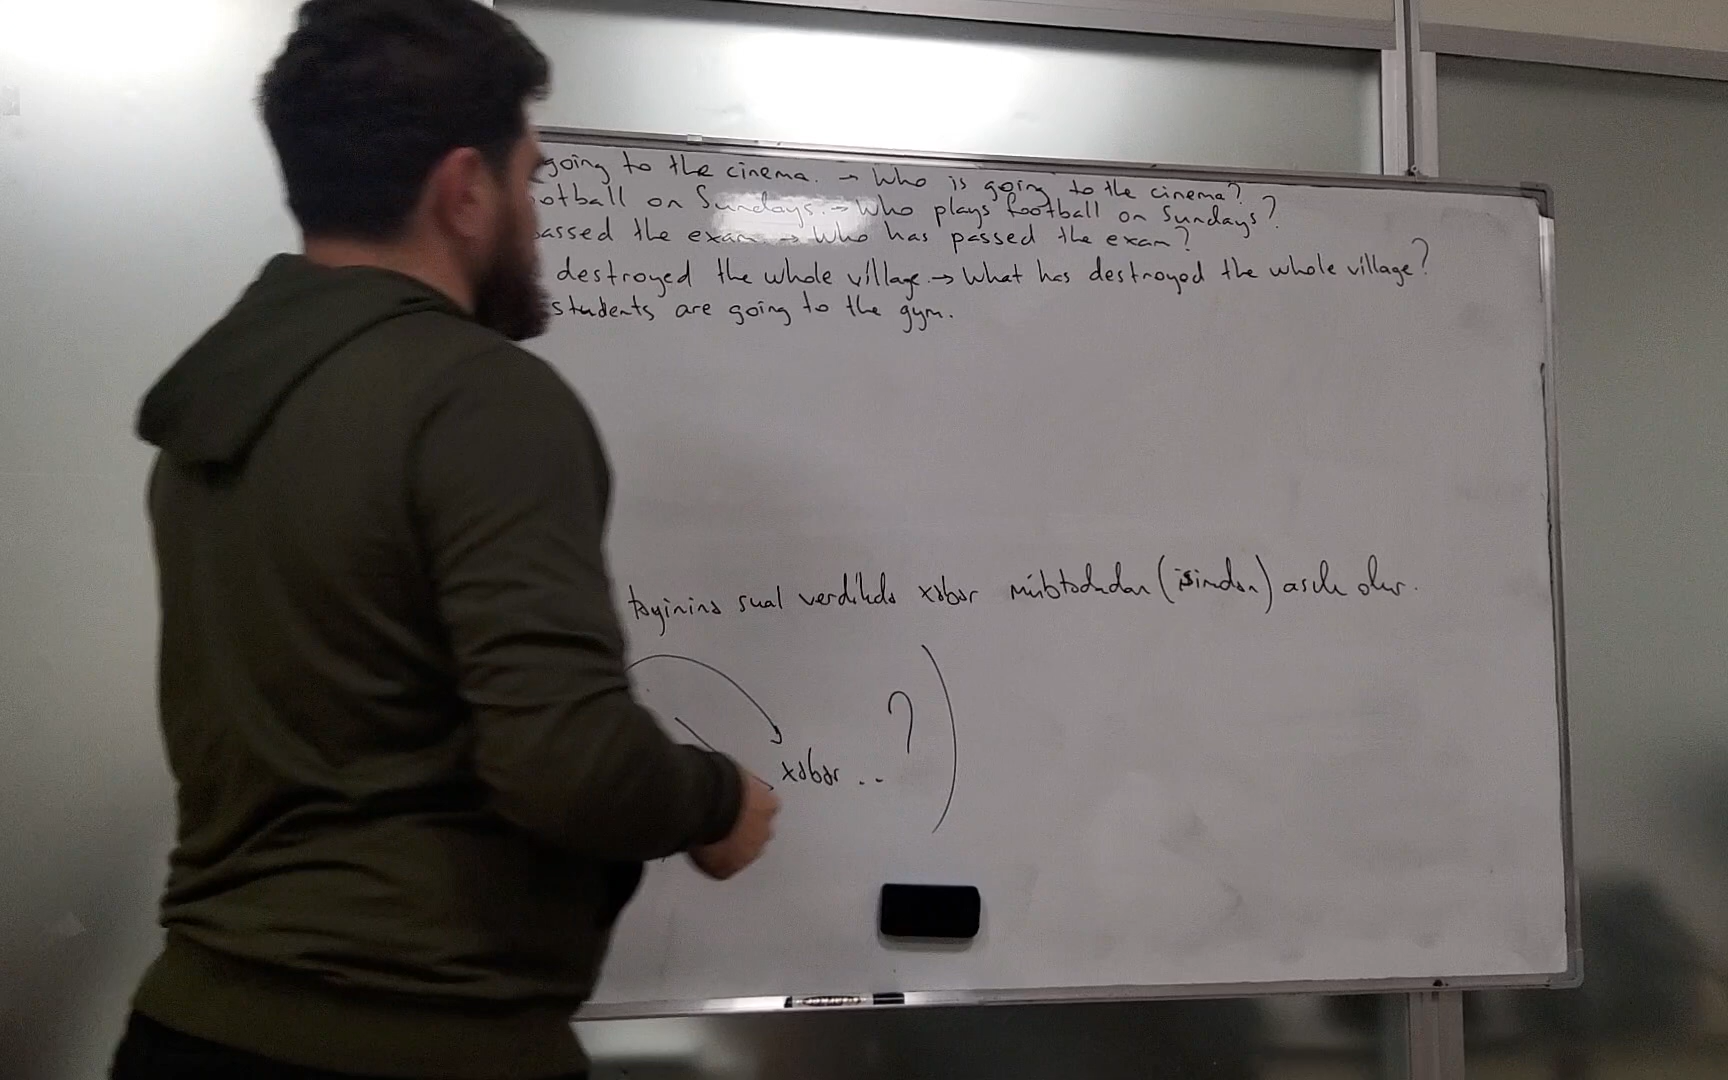 going to the cinema. → Who is going to the cinema?
otball on Sundays. → Who plays football on Sundays?
assed the exam → Who has passed the exam?
destroyed the whole village. → What has destroyed the whole village?
students are going to the gym.
təyininə sual verdikdə xəbər mübtədadan (isimdən) asılı olur.
xəbər .. ?